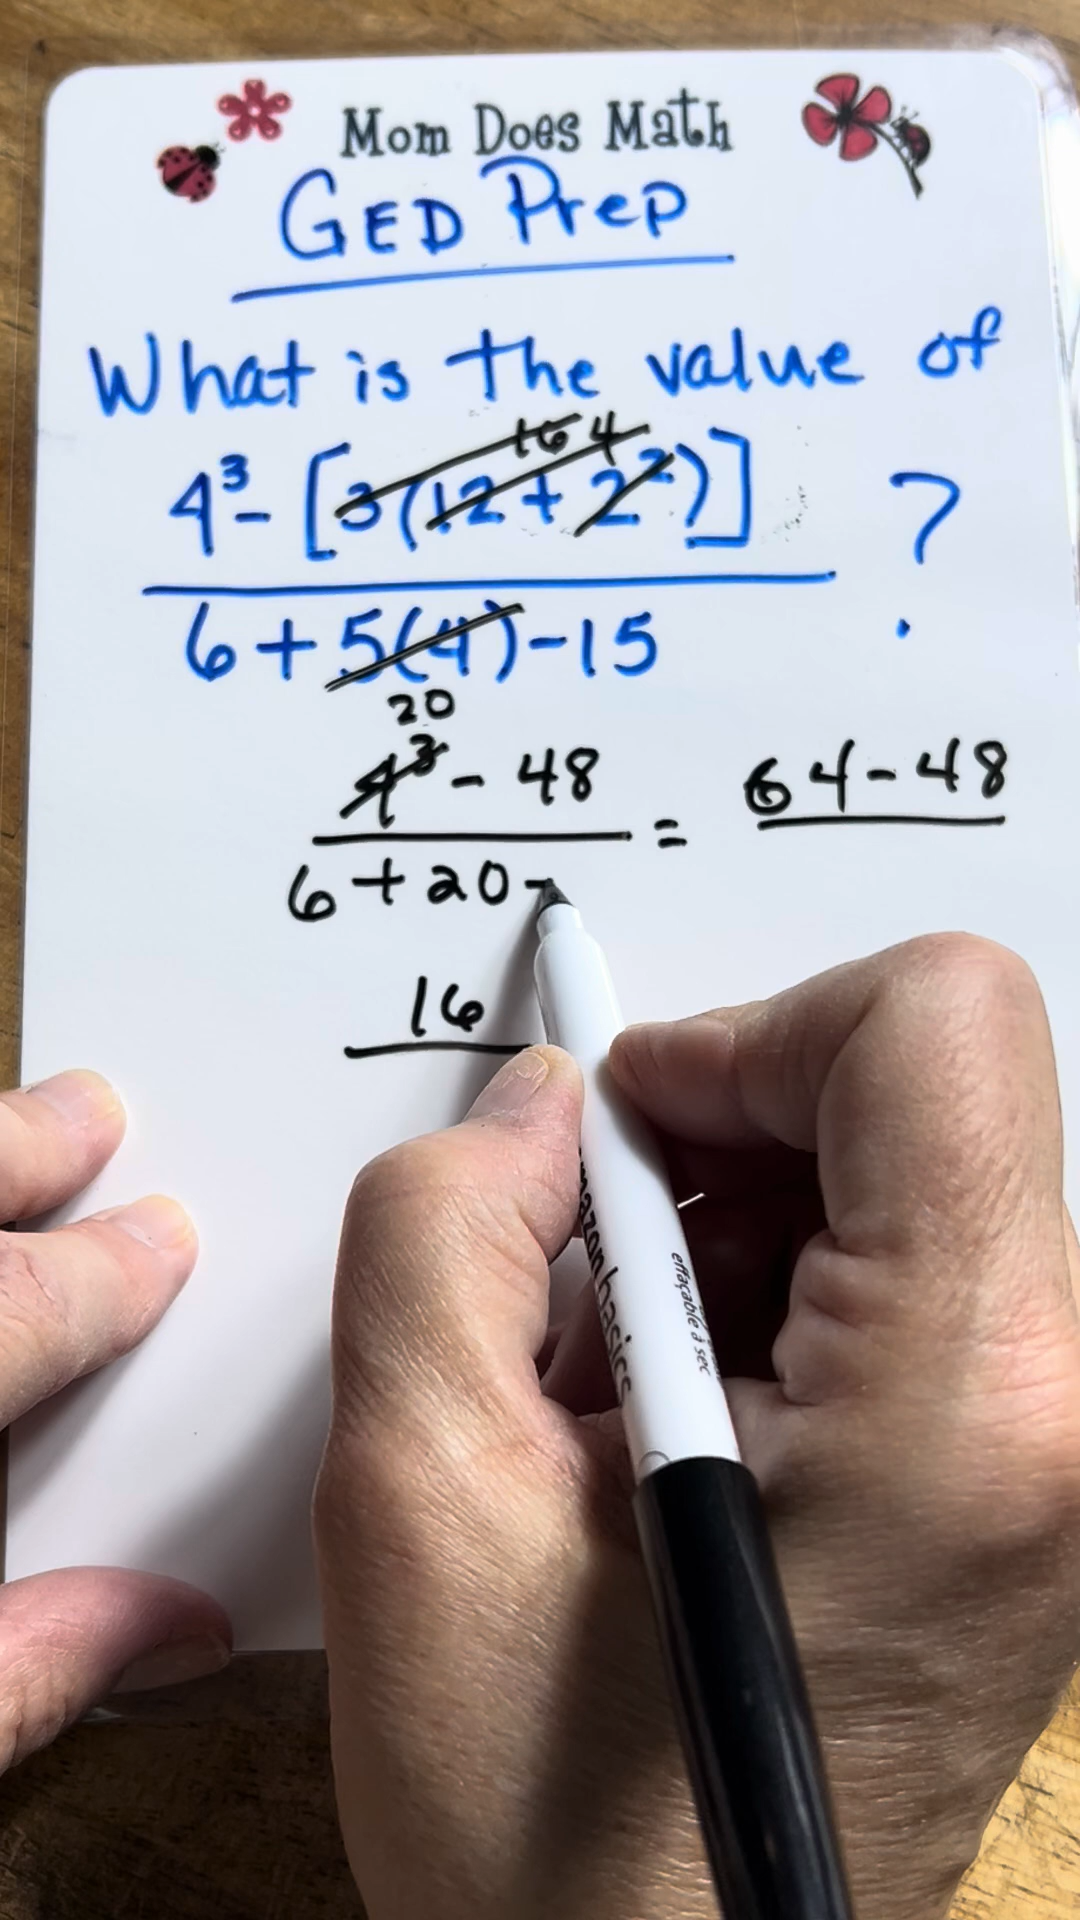 Mom Does Math
GED Prep
What is the value of
16 4
4³ - [3(12 + 2²)] ?
6 + 5(4) - 15
20
4³ - 48 = 64 - 48
6 + 20 -
16
amazon basics
effaçable à sec